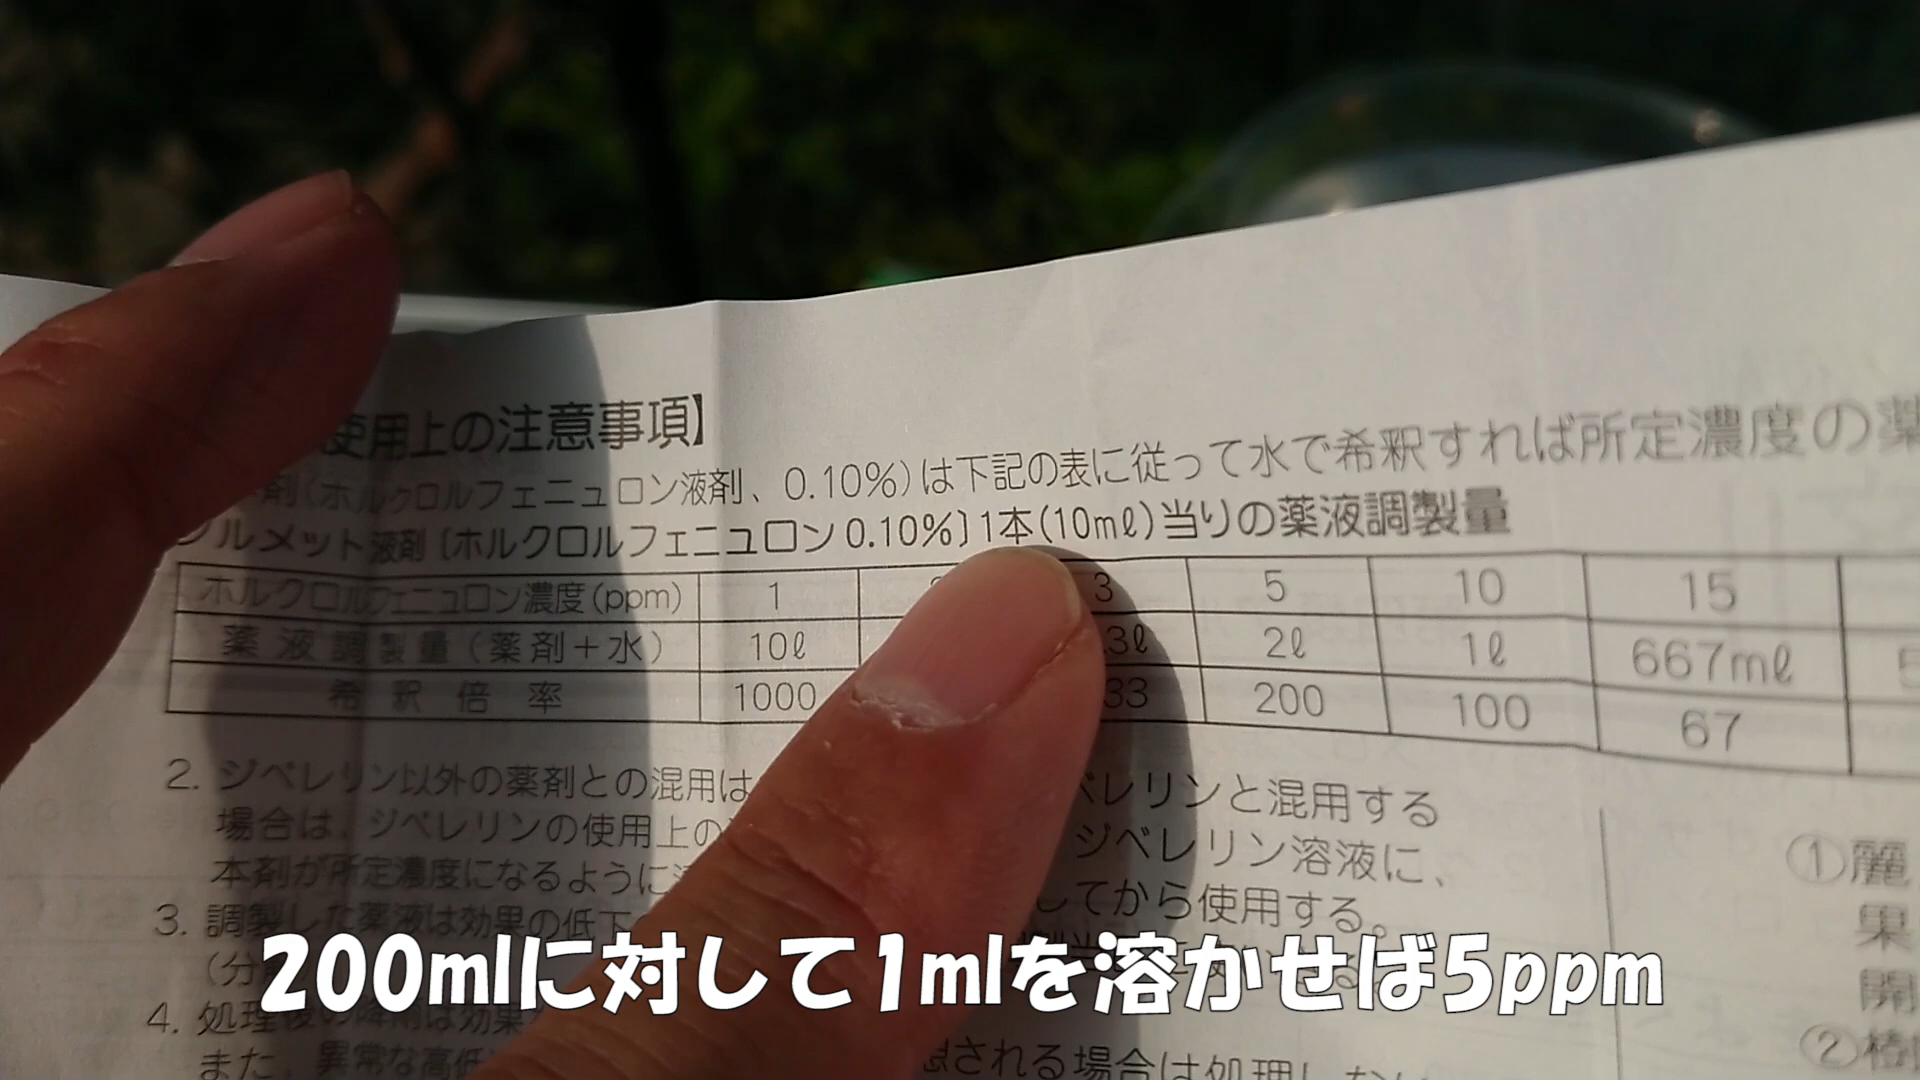 使用上の注意事項】
剤(ホルクロルフェニュロン液剤、0.10%)は下記の表に従って水で希釈すれば所定濃度の薬
フルメット液剤〔ホルクロルフェニュロン0.10%〕1本(10mℓ)当りの薬液調製量
ホルクロルフェニュロン濃度(ppm) 1 3 5 10 15
薬液調製量(薬剤+水) 10ℓ .3ℓ 2ℓ 1ℓ 667mℓ 5
希釈倍率 1000 33 200 100 67
2. ジベレリン以外の薬剤との混用は ベレリンと混用する
場合は、ジベレリンの使用上の ジベレリン溶液に、
本剤が所定濃度になるように してから使用する。
3. 調製した薬液は効果の低下
(分
4. 処理後の降雨は効果
また、異常な高低 される場合は処理しない
①麗
果
開
②椿
200mlに対して1mlを溶かせば5ppm